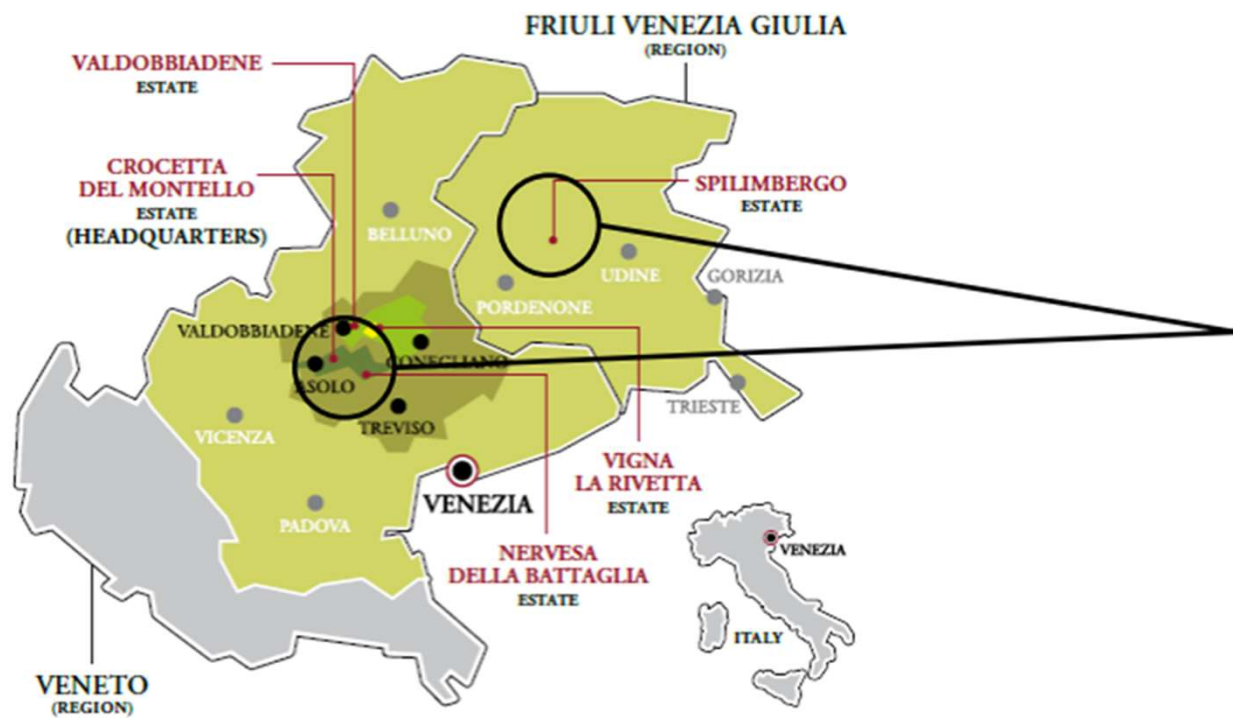 FRIULI VENEZIA GIULIA
(REGION)
VALDOBBIADENE
ESTATE
CROCETTA
DEL MONTELLO
ESTATE
(HEADQUARTERS)
SPILIMBERGO
ESTATE
BELLUNO
UDINE
GORIZIA
PORDENONE
VALDOBBIADENE
CONEGLIANO
ASOLO
TRIESTE
TREVISO
VICENZA
VIGNA
LA RIVETTA
ESTATE
VENEZIA
PADOVA
NERVESA
DELLA BATTAGLIA
ESTATE
VENEZIA
ITALY
VENETO
(REGION)